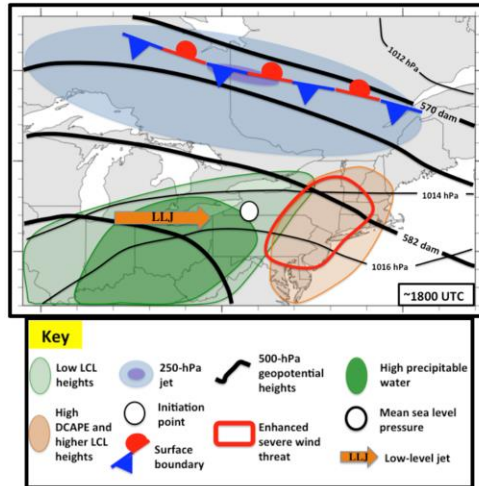 1012 hPa
570 dam
1014 hPa
LLJ
582 dam
1016 hPa
~1800 UTC
Key
Low LCL
heights
250-hPa
jet
500-hPa
geopotential
heights
High precipitable
water
High
DCAPE and
higher LCL
heights
Initiation
point
Surface
boundary
Enhanced
severe wind
threat
Mean sea level
pressure
LLJ
Low-level jet